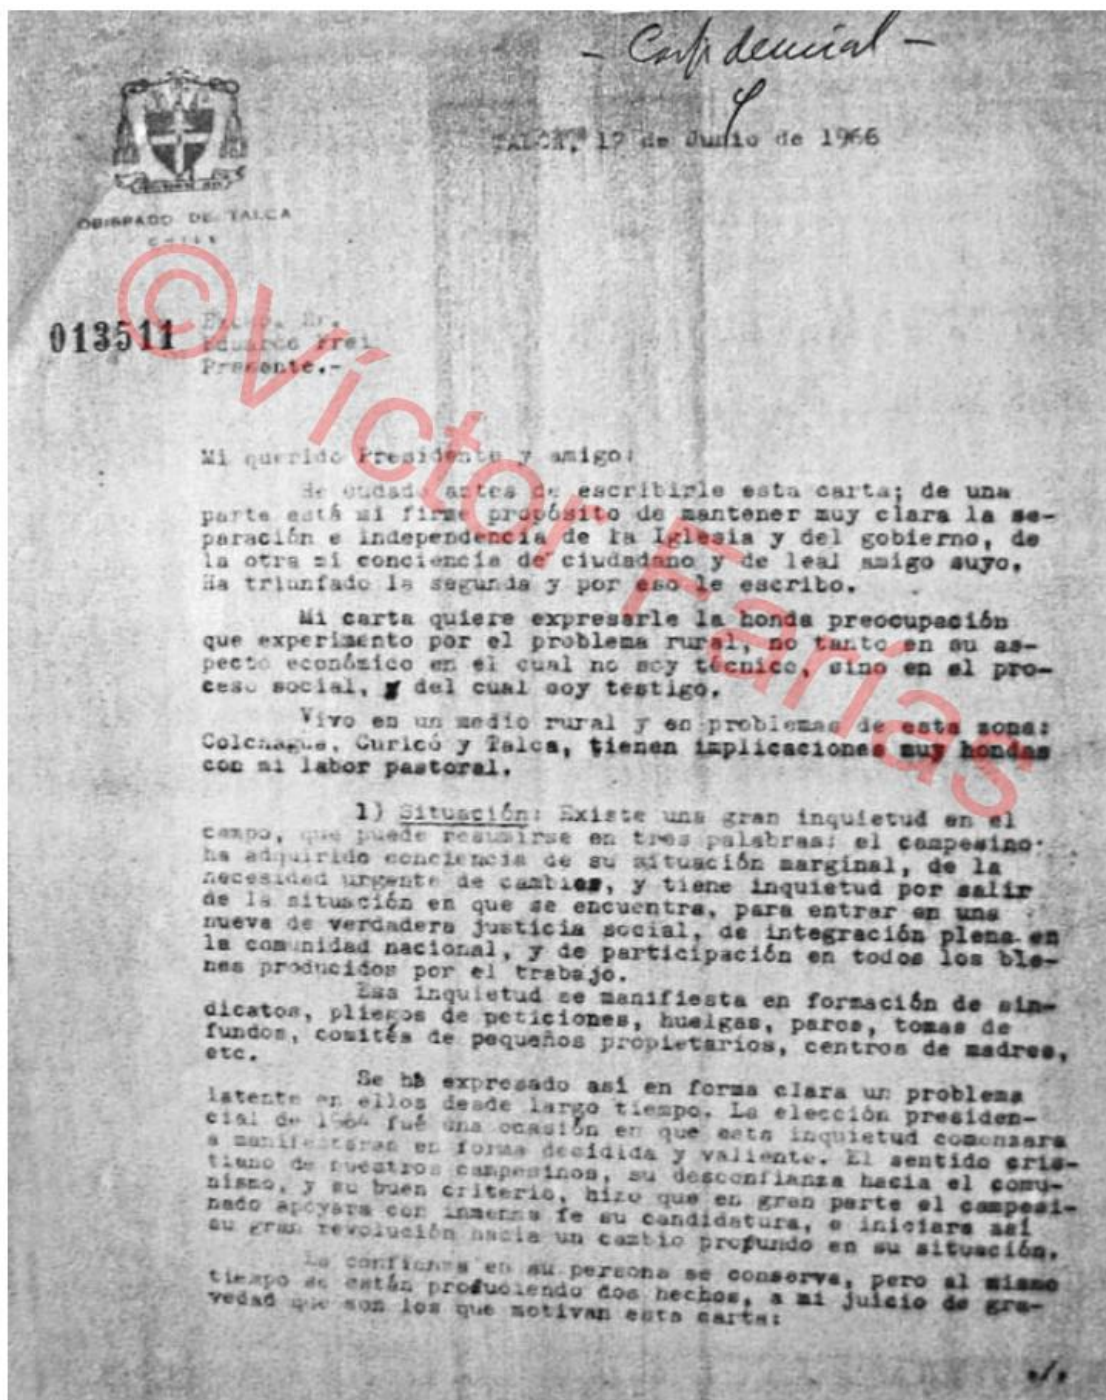 - Confidencial -
TALCA, 1º de Junio de 1966
OBISPADO DE TALCA
CHILE
©Víctor Farías
013511
Excmo. Sr.
Eduardo Frei
Presente.-
Mi querido Presidente y amigo:
He dudado antes de escribirle esta carta; de una
parte está mi firme propósito de mantener muy clara la se-
paración e independencia de la Iglesia y del gobierno, de
la otra mi conciencia de ciudadano y de leal amigo suyo.
Ha triunfado la segunda y por eso le escribo.
Mi carta quiere expresarle la honda preocupación
que experimento por el problema rural, no tanto en su as-
pecto económico en el cual no soy técnico, sino en el pro-
ceso social, y del cual soy testigo.
Vivo en un medio rural y en problemas de esta zona:
Colchagua, Curicó y Talca, tienen implicaciones muy hondas
con mi labor pastoral.
1) Situación: Existe una gran inquietud en el
campo, que puede resumirse en tres palabras: el campesino
ha adquirido conciencia de su situación marginal, de la
necesidad urgente de cambios, y tiene inquietud por salir
de la situación en que se encuentra, para entrar en una
nueva de verdadera justicia social, de integración plena en
la comunidad nacional, y de participación en todos los bie-
nes producidos por el trabajo.
Esa inquietud se manifiesta en formación de sin-
dicatos, pliegos de peticiones, huelgas, paros, tomas de
fundos, comités de pequeños propietarios, centros de madres,
etc.
Se ha expresado así en forma clara un problema
latente en ellos desde largo tiempo. La elección presiden-
cial de 1964 fué una ocasión en que esta inquietud comenzara
a manifestarse en forma decidida y valiente. El sentido cris-
tiano de nuestros campesinos, su desconfianza hacia el comu-
nismo, y su buen criterio, hizo que en gran parte el campesi-
nado apoyara con inmensa fe su candidatura, e iniciara así
su gran revolución hacia un cambio profundo en su situación.
La confianza en su persona se conserva, pero al mismo
tiempo se están produciendo dos hechos, a mi juicio de gra-
vedad que son los que motivan esta carta:
./.